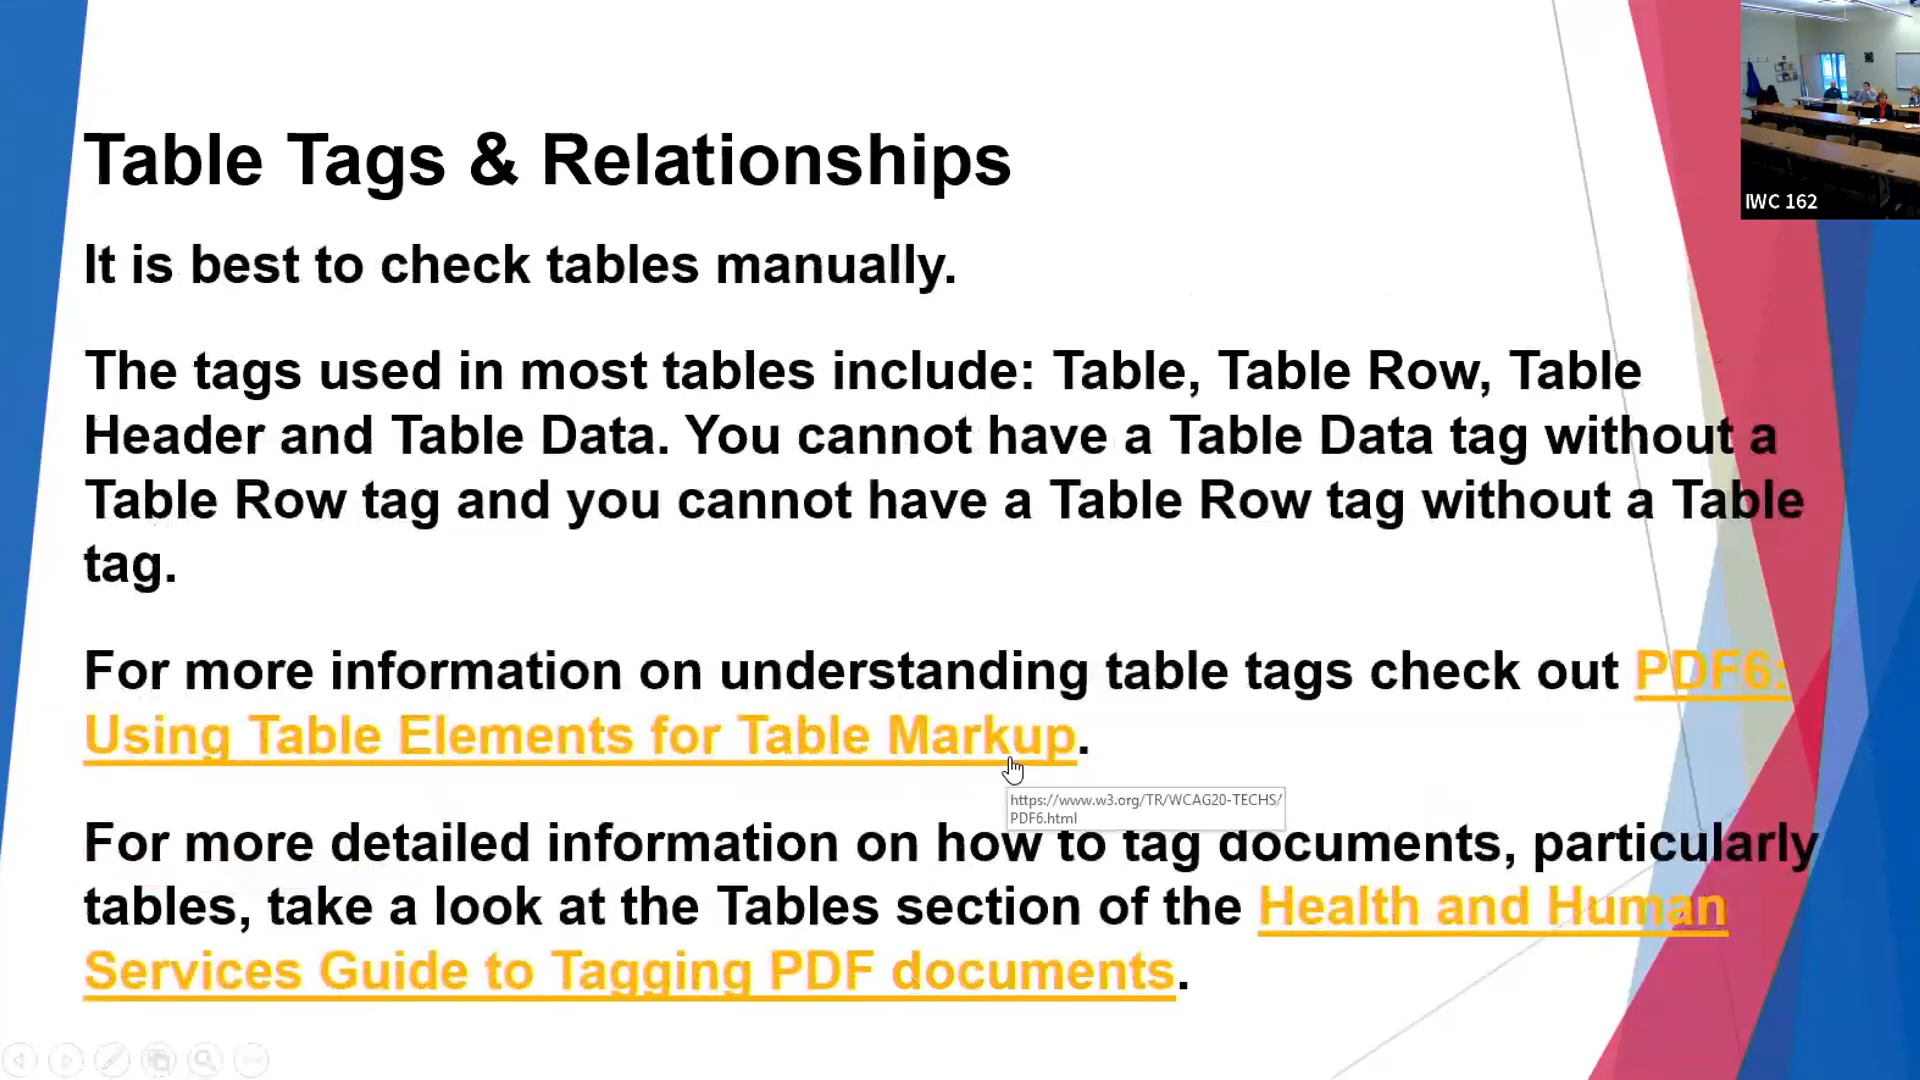 Table Tags & Relationships
IWC 162
It is best to check tables manually.
The tags used in most tables include: Table, Table Row, Table
Header and Table Data. You cannot have a Table Data tag without a
Table Row tag and you cannot have a Table Row tag without a Table
tag.
For more information on understanding table tags check out PDF6:
Using Table Elements for Table Markup.
https://www.w3.org/TR/WCAG20-TECHS/
PDF6.html
For more detailed information on how to tag documents, particularly
tables, take a look at the Tables section of the Health and Human
Services Guide to Tagging PDF documents.